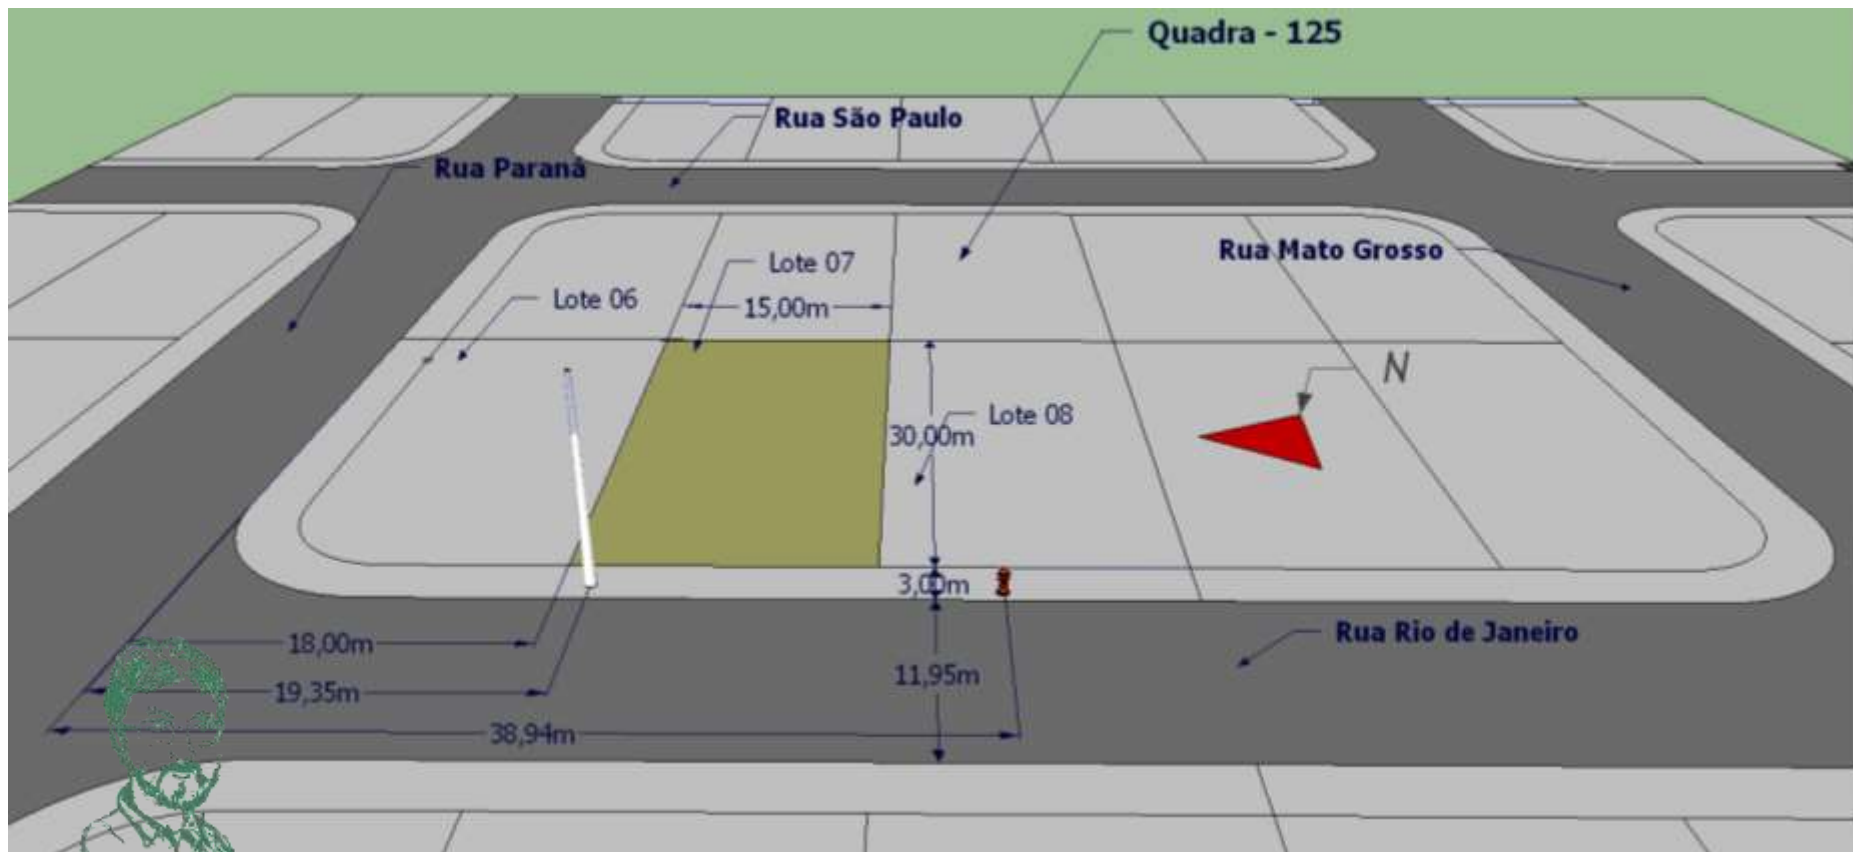 Quadra - 125
Rua São Paulo
Rua Paraná
Rua Mato Grosso
Lote 07
Lote 06
15,00m
N
Lote 08
30,00m
3,00m
Rua Rio de Janeiro
18,00m
11,95m
19,35m
38,94m